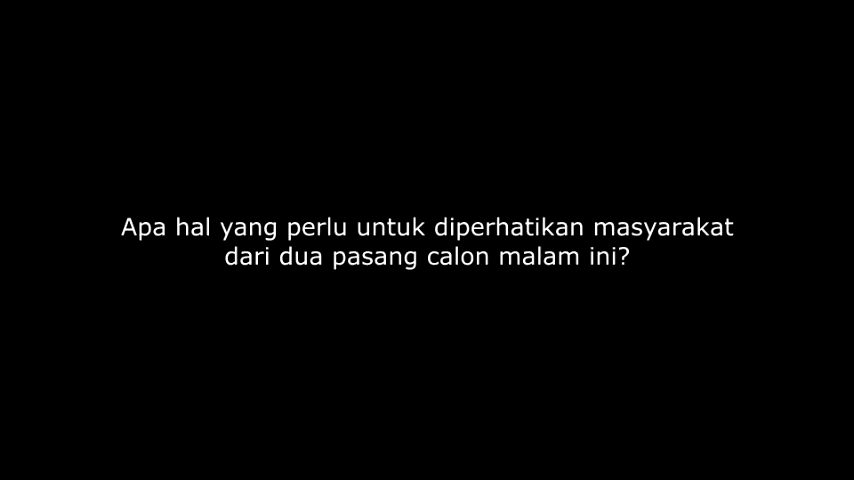 Apa hal yang perlu untuk diperhatikan masyarakat
dari dua pasang calon malam ini?